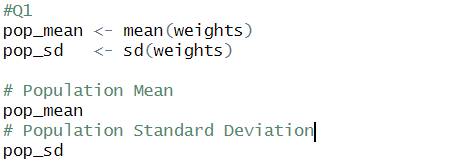 #Q1
pop_mean <- mean(weights)
pop_sd   <- sd(weights)

# Population Mean
pop_mean
# Population Standard Deviation
pop_sd